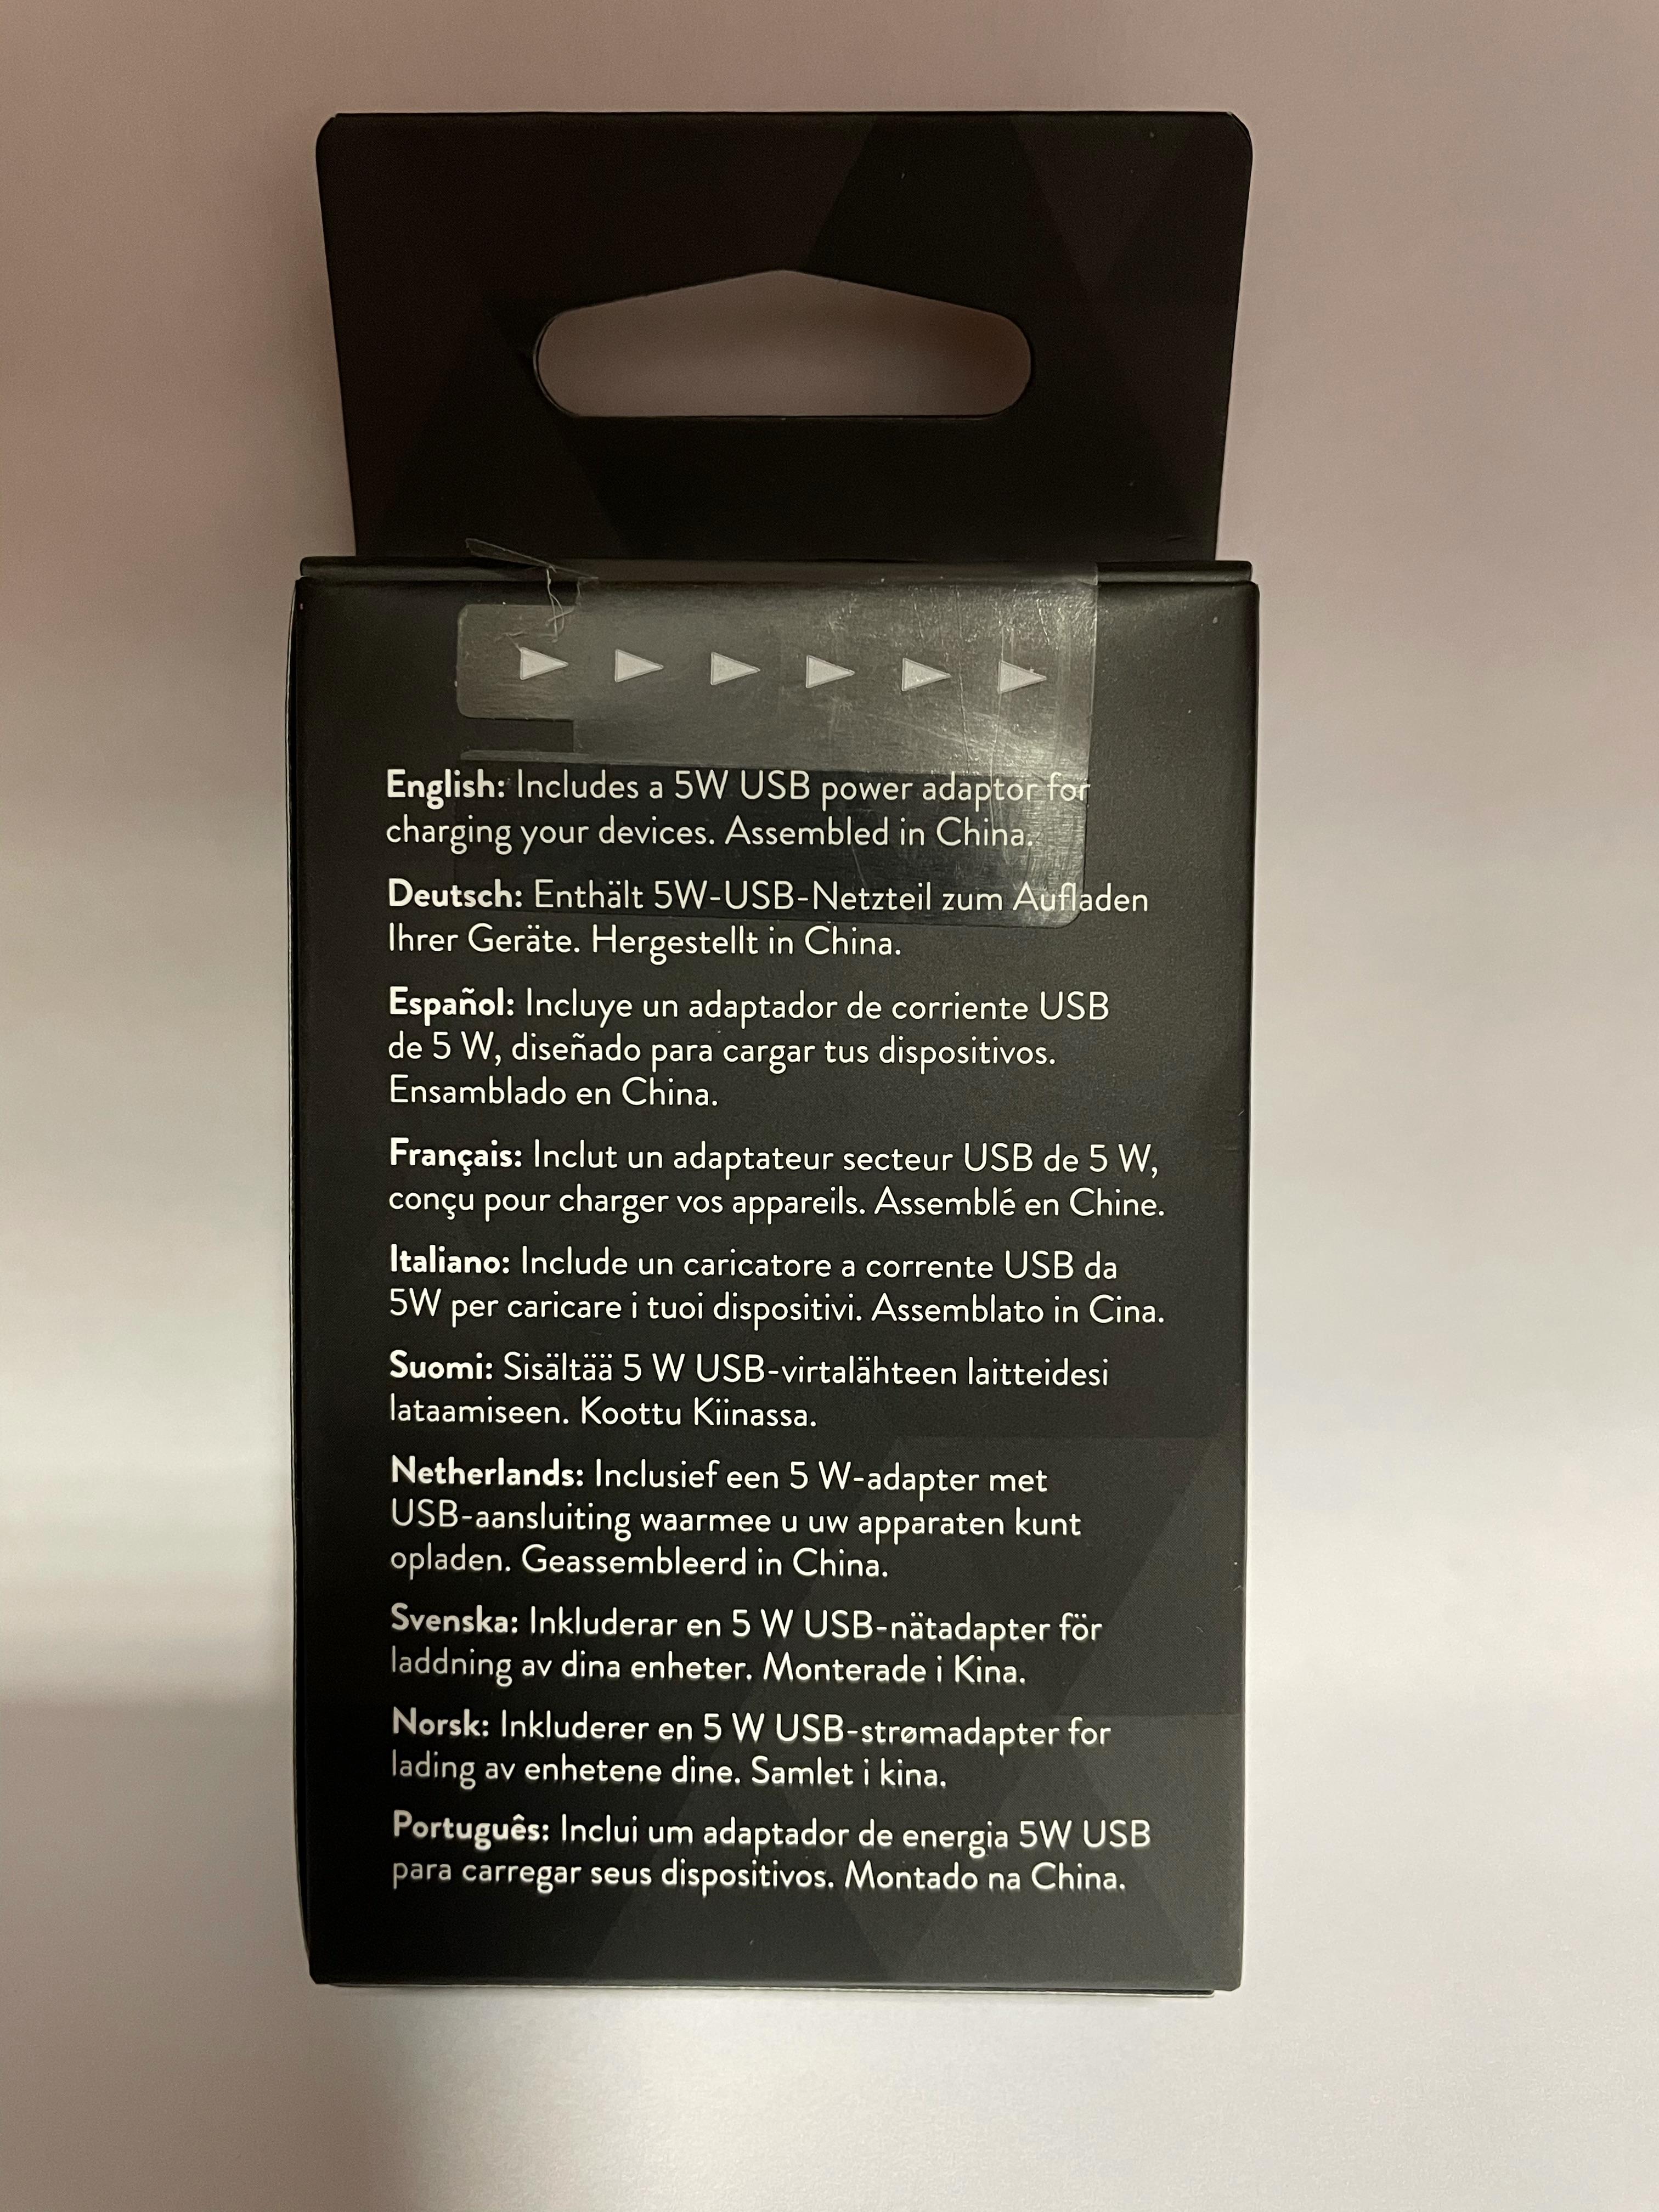 English: Includes a 5W USB power adaptor for
charging your devices. Assembled in China.
Deutsch: Enthält 5W-USB-Netzteil zum Aufladen
Ihrer Geräte. Hergestellt in China.
Español: Incluye un adaptador de corriente USB
de 5 W, diseñado para cargar tus dispositivos.
Ensamblado en China.
Français: Inclut un adaptateur secteur USB de 5 W,
conçu pour charger vos appareils. Assemblé en Chine.
Italiano: Include un caricatore a corrente USB da
5W per caricare i tuoi dispositivi. Assemblato in Cina.
Suomi: Sisältää 5 W USB-virtalähteen laitteidesi
lataamiseen. Koottu Kiinassa.
Netherlands: Inclusief een 5 W-adapter met
USB-aansluiting waarmee u uw apparaten kunt
opladen. Geassembleerd in China.
Svenska: Inkluderar en 5 W USB-nätadapter för
laddning av dina enheter. Monterade i Kina.
Norsk: Inkluderer en 5 W USB-strømadapter for
lading av enhetene dine. Samlet i kina.
Português: Inclui um adaptador de energia 5W USB
para carregar seus dispositivos. Montado na China.